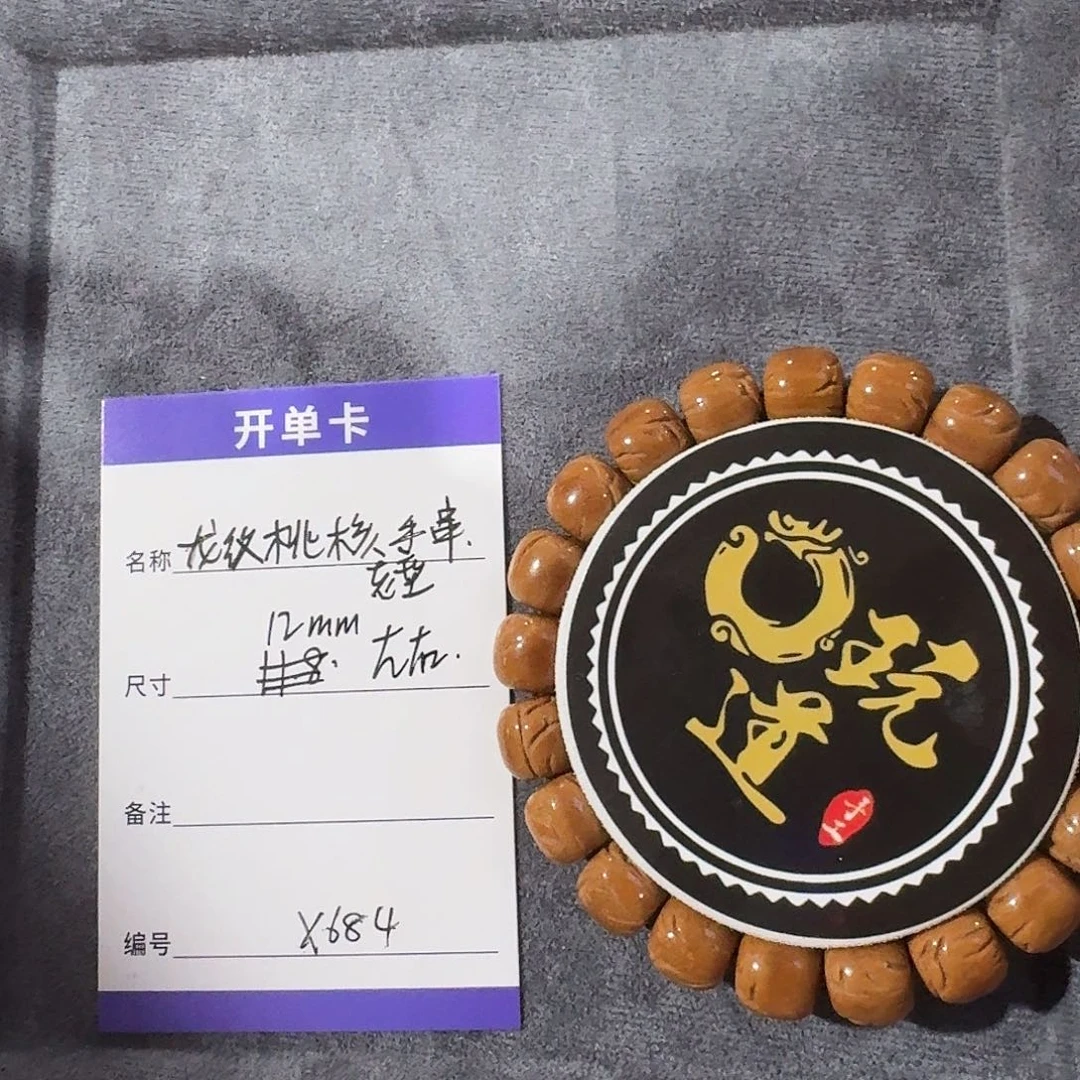 开单卡
名称 龙纹桃核手串.
尺寸 12mm 左右.
备注
编号 X684
玩